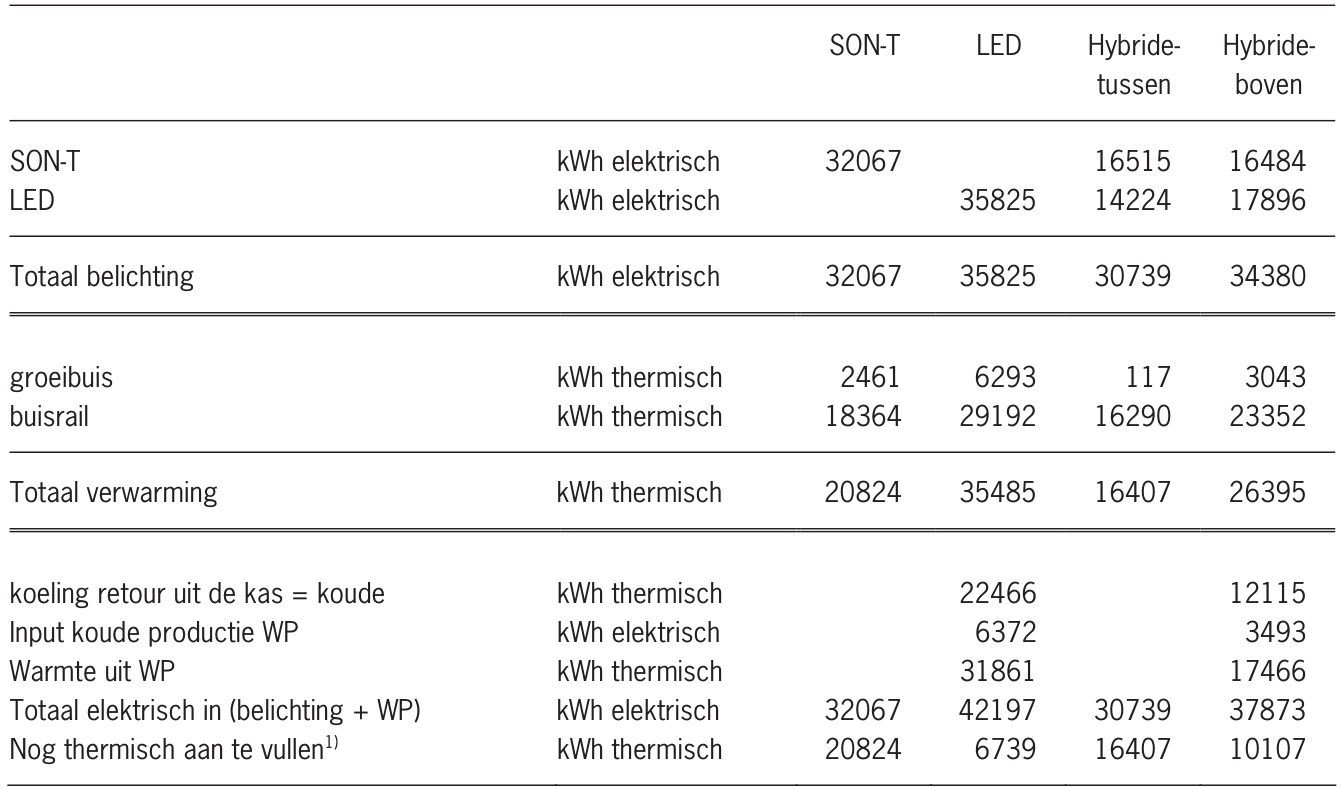 SON-T LED Hybride- Hybride-
tussen boven
SON-T kWh elektrisch 32067 16515 16484
LED kWh elektrisch 35825 14224 17896
Totaal belichting kWh elektrisch 32067 35825 30739 34380
groeibuis kWh thermisch 2461 6293 117 3043
buisrail kWh thermisch 18364 29192 16290 23352
Totaal verwarming kWh thermisch 20824 35485 16407 26395
koeling retour uit de kas = koude kWh thermisch 22466 12115
Input koude productie WP kWh elektrisch 6372 3493
Warmte uit WP kWh thermisch 31861 17466
Totaal elektrisch in (belichting + WP) kWh elektrisch 32067 42197 30739 37873
Nog thermisch aan te vullen1) kWh thermisch 20824 6739 16407 10107